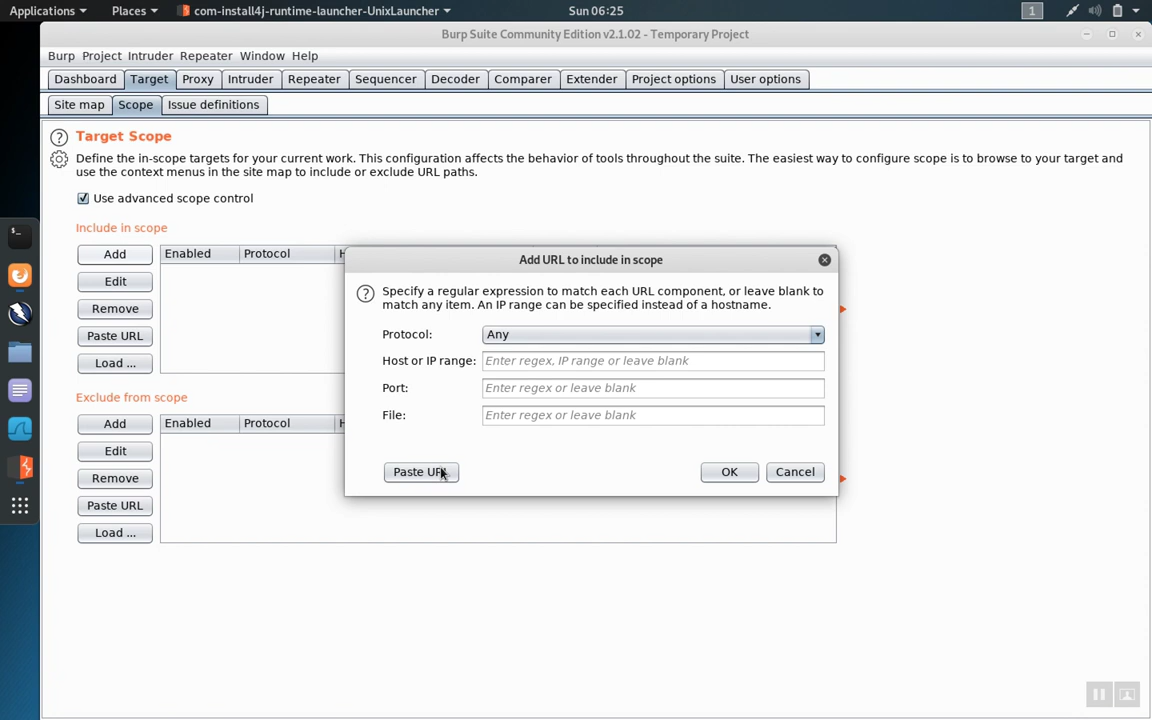 Applications Places com-install4j-runtime-launcher-UnixLauncher Sun 06:25 1
Burp Suite Community Edition v2.1.02 - Temporary Project
Burp Project Intruder Repeater Window Help
Dashboard Target Proxy Intruder Repeater Sequencer Decoder Comparer Extender Project options User options
Site map Scope Issue definitions
? Target Scope
Define the in-scope targets for your current work. This configuration affects the behavior of tools throughout the suite. The easiest way to configure scope is to browse to your target and
use the context menus in the site map to include or exclude URL paths.
Use advanced scope control
Include in scope
Add Enabled Protocol H
Edit
Remove
Paste URL
Load ...
Exclude from scope
Add Enabled Protocol H
Edit
Remove
Paste URL
Load ...
Add URL to include in scope
? Specify a regular expression to match each URL component, or leave blank to
match any item. An IP range can be specified instead of a hostname.
Protocol: Any
Host or IP range: Enter regex, IP range or leave blank
Port: Enter regex or leave blank
File: Enter regex or leave blank
Paste URL OK Cancel